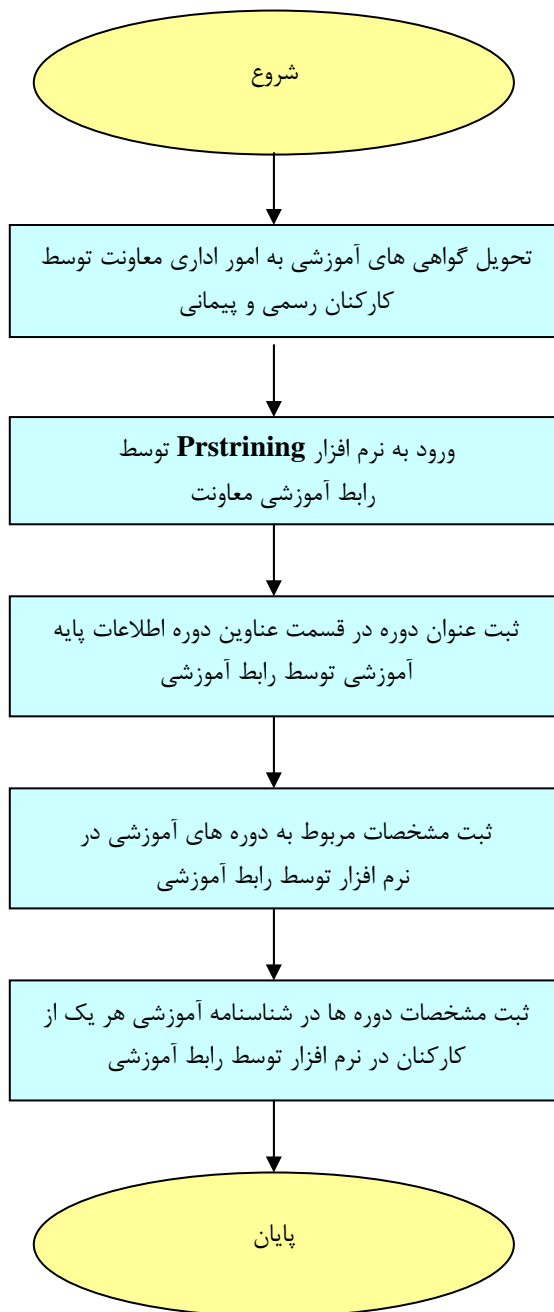 شروع
تحویل گواهی های آموزشی به امور اداری معاونت توسط
کارکنان رسمی و پیمانی
ورود به نرم افزار Prstrining توسط
رابط آموزشی معاونت
ثبت عنوان دوره در قسمت عناوین دوره اطلاعات پایه
آموزشی توسط رابط آموزشی
ثبت مشخصات مربوط به دوره های آموزشی در
نرم افزار توسط رابط آموزشی
ثبت مشخصات دوره ها در شناسنامه آموزشی هر یک از
کارکنان در نرم افزار توسط رابط آموزشی
پایان